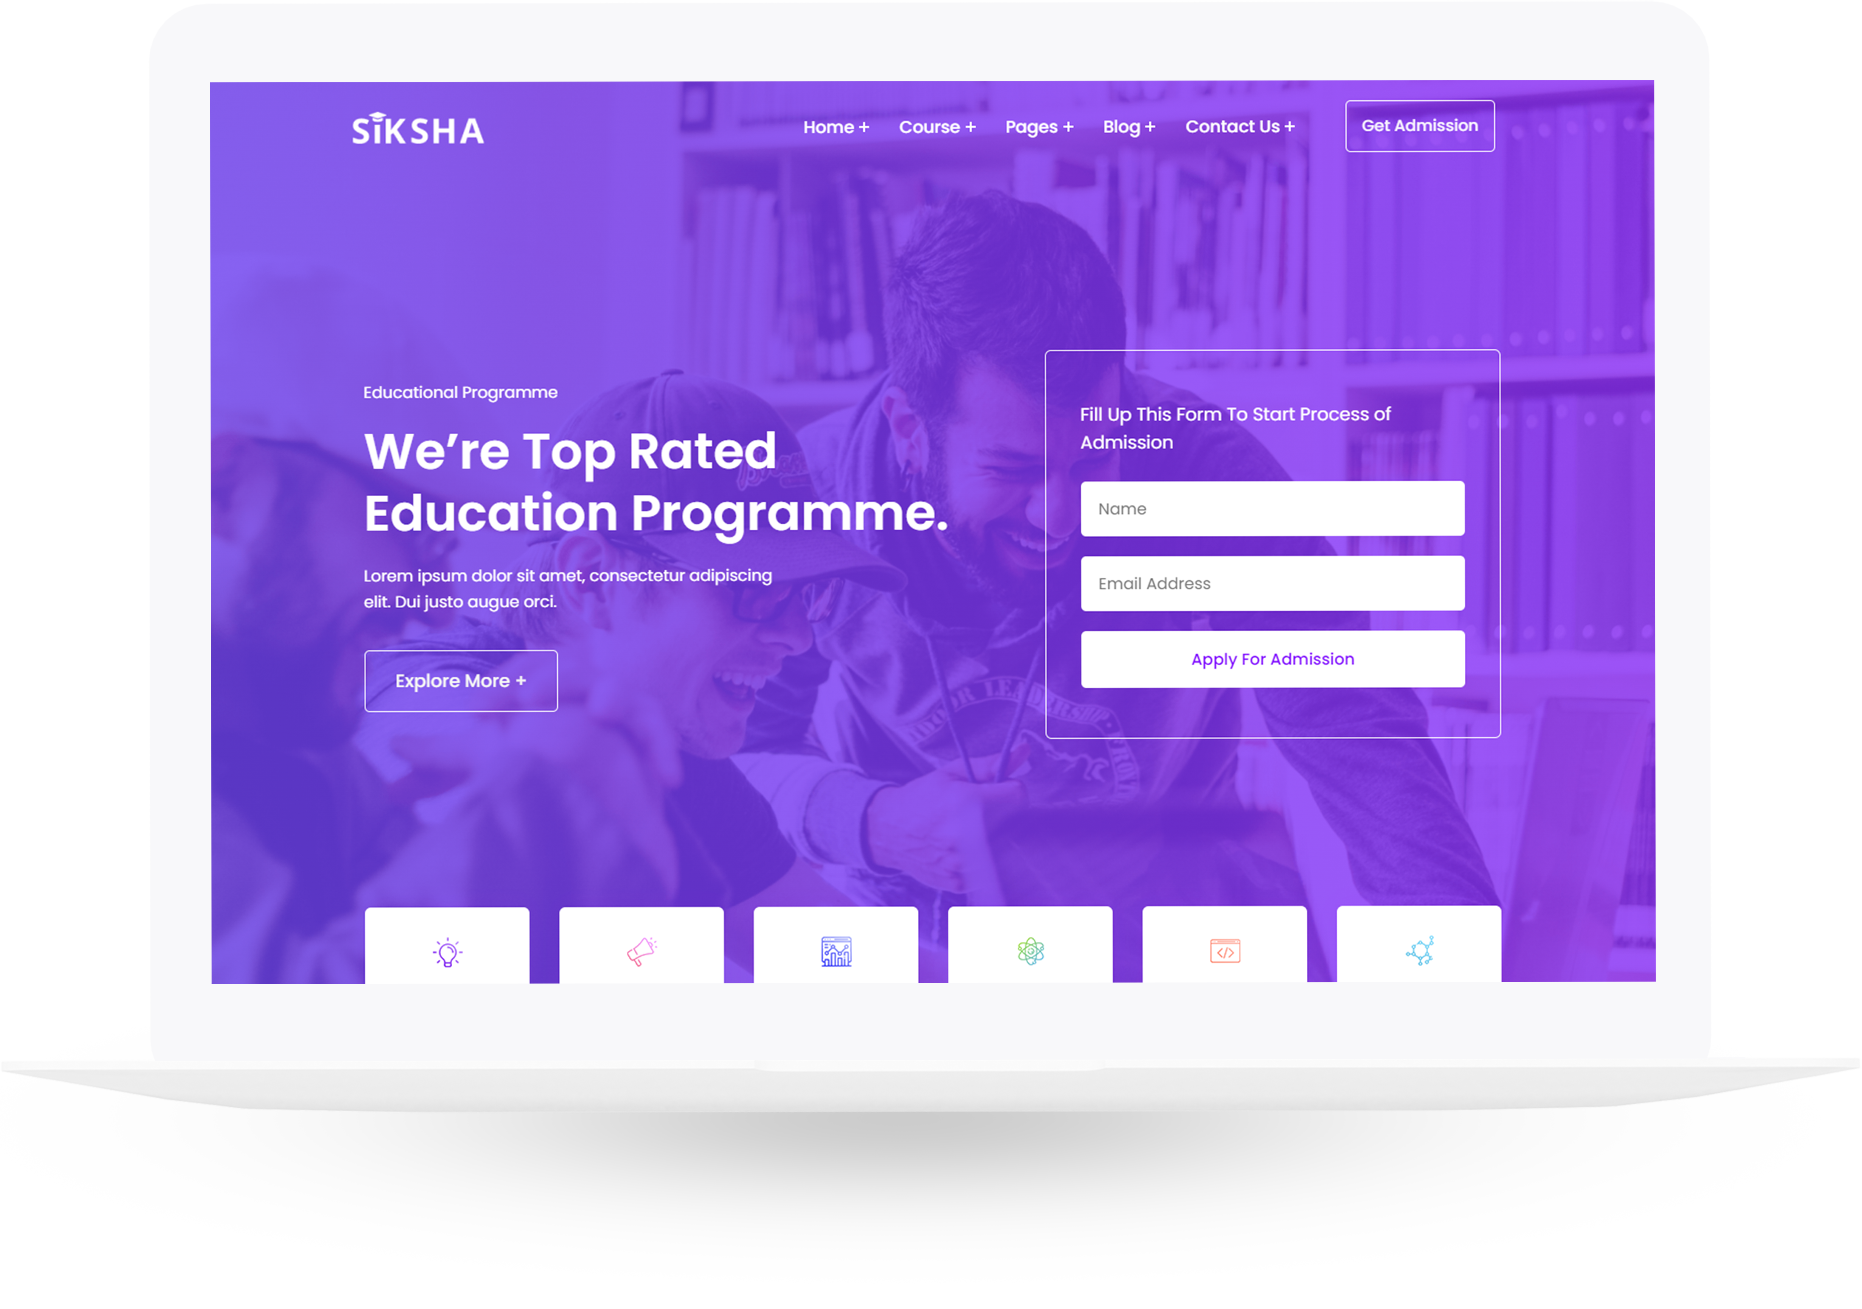 SiKSHA
Home +
Course +
Pages +
Blog +
Contact Us +
Get Admission
Educational Programme
We’re Top Rated
Education Programme.
Lorem ipsum dolor sit amet, consectetur adipiscing
elit. Dui justo augue orci.
Explore More +
Fill Up This Form To Start Process of
Admission
Name
Email Address
Apply For Admission